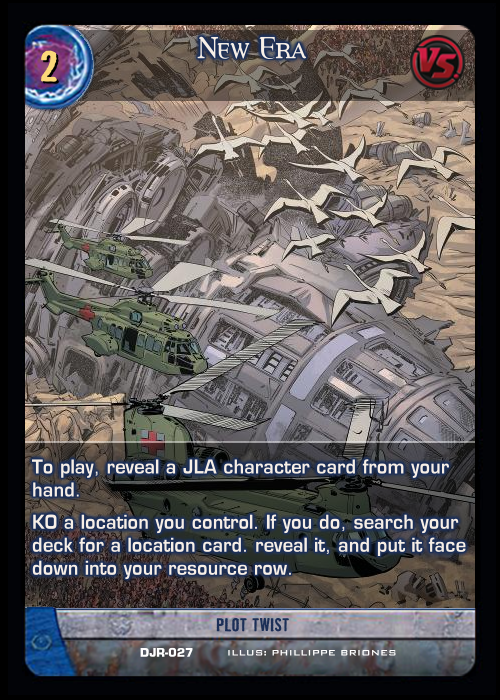 2
New Era
VS.
To play, reveal a JLA character card from your
hand.
KO a location you control. If you do, search your
deck for a location card. reveal it, and put it face
down into your resource row.
PLOT TWIST
DJR-027 ILLUS: PHILLIPPE BRIONES